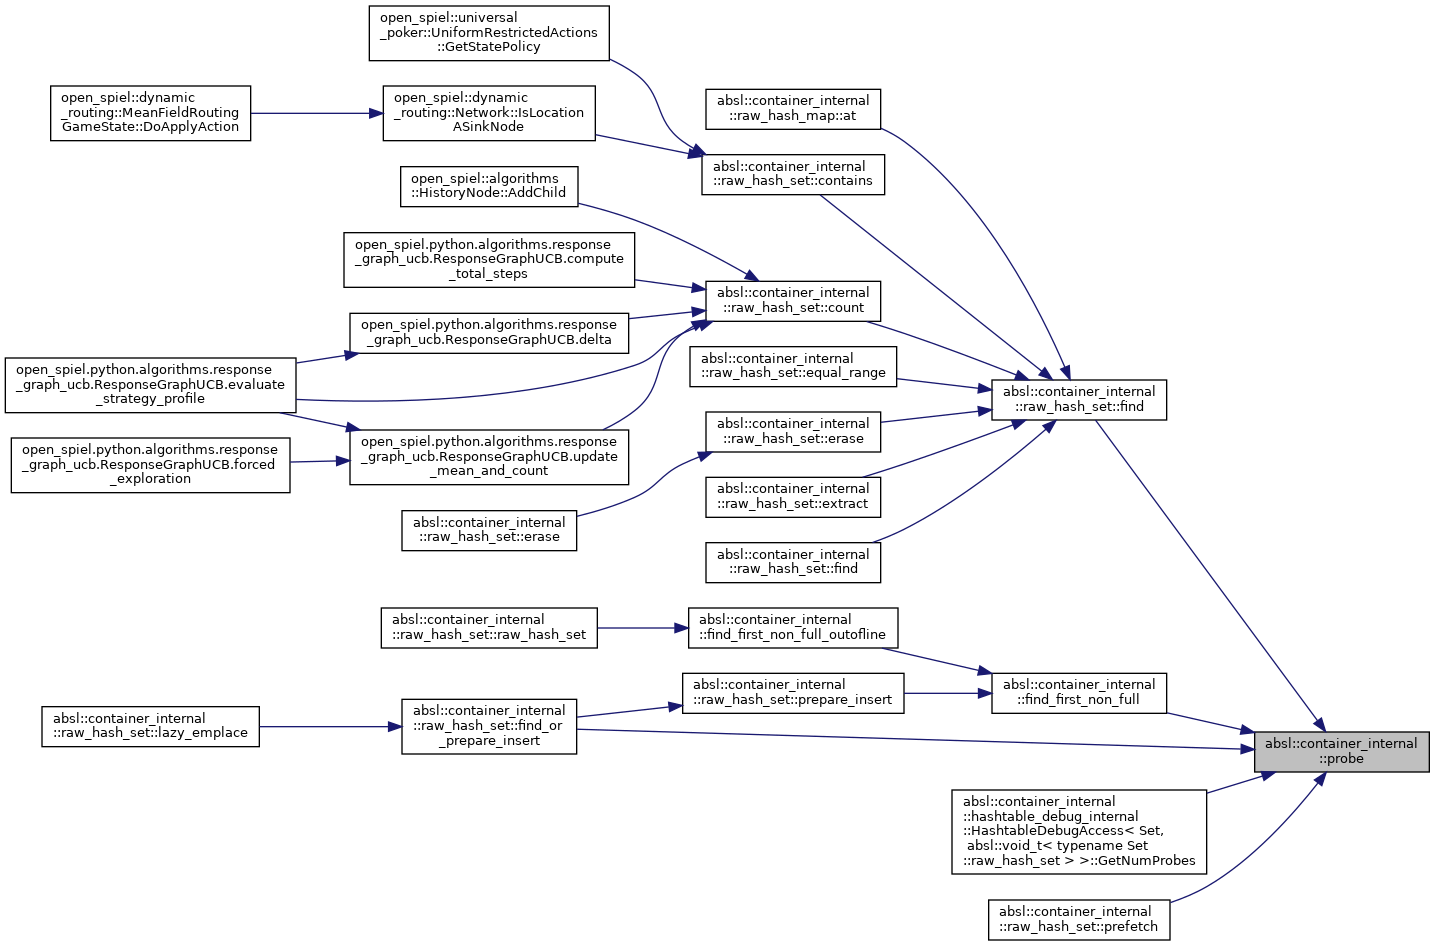 open_spiel::universal
_poker::UniformRestrictedActions
::GetStatePolicy
open_spiel::dynamic
_routing::MeanFieldRouting
GameState::DoApplyAction
open_spiel::dynamic
_routing::Network::IsLocation
ASinkNode
absl::container_internal
::raw_hash_map::at
absl::container_internal
::raw_hash_set::contains
open_spiel::algorithms
::HistoryNode::AddChild
open_spiel.python.algorithms.response
_graph_ucb.ResponseGraphUCB.compute
_total_steps
absl::container_internal
::raw_hash_set::count
open_spiel.python.algorithms.response
_graph_ucb.ResponseGraphUCB.delta
open_spiel.python.algorithms.response
_graph_ucb.ResponseGraphUCB.evaluate
_strategy_profile
absl::container_internal
::raw_hash_set::equal_range
absl::container_internal
::raw_hash_set::find
absl::container_internal
::raw_hash_set::erase
open_spiel.python.algorithms.response
_graph_ucb.ResponseGraphUCB.forced
_exploration
open_spiel.python.algorithms.response
_graph_ucb.ResponseGraphUCB.update
_mean_and_count
absl::container_internal
::raw_hash_set::extract
absl::container_internal
::raw_hash_set::erase
absl::container_internal
::raw_hash_set::find
absl::container_internal
::raw_hash_set::raw_hash_set
absl::container_internal
::find_first_non_full_outofline
absl::container_internal
::raw_hash_set::prepare_insert
absl::container_internal
::find_first_non_full
absl::container_internal
::raw_hash_set::lazy_emplace
absl::container_internal
::raw_hash_set::find_or
_prepare_insert
absl::container_internal
::probe
absl::container_internal
::hashtable_debug_internal
::HashtableDebugAccess< Set,
absl::void_t< typename Set
::raw_hash_set > >::GetNumProbes
absl::container_internal
::raw_hash_set::prefetch